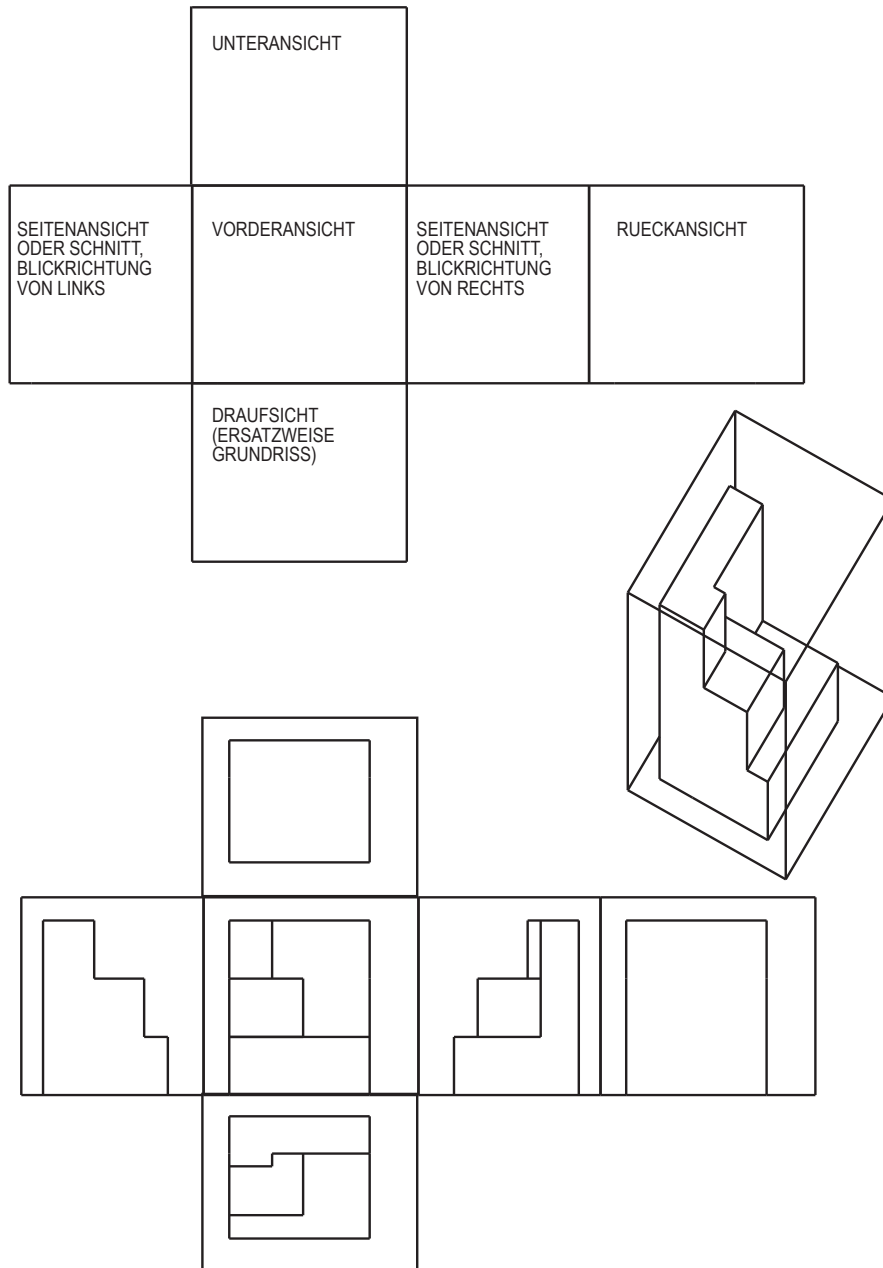 UNTERANSICHT
SEITENANSICHT
ODER SCHNITT,
BLICKRICHTUNG
VON LINKS
VORDERANSICHT
SEITENANSICHT
ODER SCHNITT,
BLICKRICHTUNG
VON RECHTS
RUECKANSICHT
DRAUFSICHT
(ERSATZWEISE
GRUNDRISS)